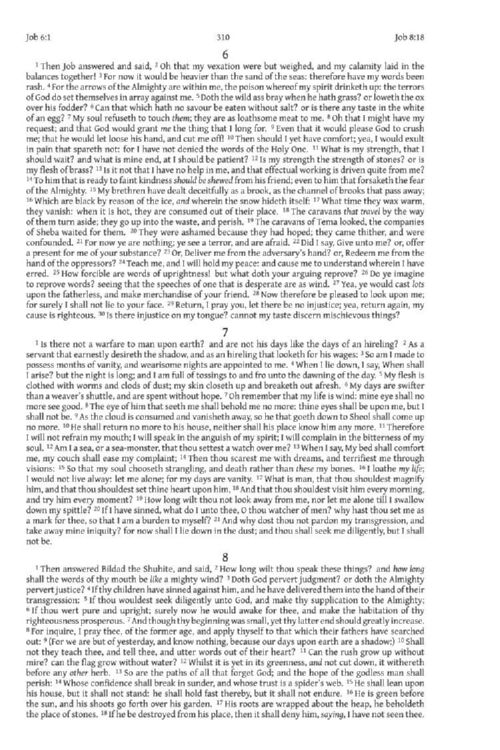 Job 6:1 310 Job 8:18
6
1 Then Job answered and said, 2 Oh that my vexation were but weighed, and my calamity laid in the
balances together! 3 For now it would be heavier than the sand of the seas: therefore have my words been
rash. 4 For the arrows of the Almighty are within me, the poison whereof my spirit drinketh up: the terrors
of God do set themselves in array against me. 5 Doth the wild ass bray when he hath grass? or loweth the ox
over his fodder? 6 Can that which hath no savour be eaten without salt? or is there any taste in the white
of an egg? 7 My soul refuseth to touch them; they are as loathsome meat to me. 8 Oh that I might have my
request; and that God would grant me the thing that I long for. 9 Even that it would please God to crush
me; that he would let loose his hand, and cut me off! 10 Then should I yet have comfort; yea, I would exult
in pain that spareth not: for I have not denied the words of the Holy One. 11 What is my strength, that I
should wait? and what is mine end, that I should be patient? 12 Is my strength the strength of stones? or is
my flesh of brass? 13 Is it not that I have no help in me, and that effectual working is driven quite from me?
14 To him that is ready to faint kindness should be shewed from his friend; even to him that forsaketh the fear
of the Almighty. 15 My brethren have dealt deceitfully as a brook, as the channel of brooks that pass away;
16 Which are black by reason of the ice, and wherein the snow hideth itself: 17 What time they wax warm,
they vanish: when it is hot, they are consumed out of their place. 18 The caravans that travel by the way
of them turn aside; they go up into the waste, and perish. 19 The caravans of Tema looked, the companies
of Sheba waited for them. 20 They were ashamed because they had hoped; they came thither, and were
confounded. 21 For now ye are nothing; ye see a terror, and are afraid. 22 Did I say, Give unto me? or, offer
a present for me of your substance? 23 Or, Deliver me from the adversary's hand? or, Redeem me from the
hand of the oppressors? 24 Teach me, and I will hold my peace: and cause me to understand wherein I have
erred. 25 How forcible are words of uprightness! but what doth your arguing reprove? 26 Do ye imagine
to reprove words? seeing that the speeches of one that is desperate are as wind. 27 Yea, ye would cast lots
upon the fatherless, and make merchandise of your friend. 28 Now therefore be pleased to look upon me;
for surely I shall not lie to your face. 29 Return, I pray you, let there be no injustice; yea, return again, my
cause is righteous. 30 Is there injustice on my tongue? cannot my taste discern mischievous things?
7
1 Is there not a warfare to man upon earth? and are not his days like the days of an hireling? 2 As a
servant that earnestly desireth the shadow, and as an hireling that looketh for his wages: 3 So am I made to
possess months of vanity, and wearisome nights are appointed to me. 4 When I lie down, I say, When shall
I arise? but the night is long; and I am full of tossings to and fro unto the dawning of the day. 5 My flesh is
clothed with worms and clods of dust; my skin closeth up and breaketh out afresh. 6 My days are swifter
than a weaver's shuttle, and are spent without hope. 7 Oh remember that my life is wind: mine eye shall no
more see good. 8 The eye of him that seeth me shall behold me no more: thine eyes shall be upon me, but I
shall not be. 9 As the cloud is consumed and vanisheth away, so he that goeth down to Sheol shall come up
no more. 10 He shall return no more to his house, neither shall his place know him any more. 11 Therefore
I will not refrain my mouth; I will speak in the anguish of my spirit; I will complain in the bitterness of my
soul. 12 Am I a sea, or a sea-monster, that thou settest a watch over me? 13 When I say, My bed shall comfort
me, my couch shall ease my complaint; 14 Then thou scarest me with dreams, and terrifiest me through
visions: 15 So that my soul chooseth strangling, and death rather than these my bones. 16 I loathe my life;
I would not live alway: let me alone; for my days are vanity. 17 What is man, that thou shouldest magnify
him, and that thou shouldest set thine heart upon him, 18 And that thou shouldest visit him every morning,
and try him every moment? 19 How long wilt thou not look away from me, nor let me alone till I swallow
down my spittle? 20 If I have sinned, what do I unto thee, O thou watcher of men? why hast thou set me as
a mark for thee, so that I am a burden to myself? 21 And why dost thou not pardon my transgression, and
take away mine iniquity? for now shall I lie down in the dust; and thou shalt seek me diligently, but I shall
not be.
8
1 Then answered Bildad the Shuhite, and said, 2 How long wilt thou speak these things? and how long
shall the words of thy mouth be like a mighty wind? 3 Doth God pervert judgment? or doth the Almighty
pervert justice? 4 If thy children have sinned against him, and he have delivered them into the hand of their
transgression: 5 If thou wouldest seek diligently unto God, and make thy supplication to the Almighty;
6 If thou wert pure and upright; surely now he would awake for thee, and make the habitation of thy
righteousness prosperous. 7 And though thy beginning was small, yet thy latter end should greatly increase.
8 For inquire, I pray thee, of the former age, and apply thyself to that which their fathers have searched
out: 9 (For we are but of yesterday, and know nothing, because our days upon earth are a shadow:) 10 Shall
not they teach thee, and tell thee, and utter words out of their heart? 11 Can the rush grow up without
mire? can the flag grow without water? 12 Whilst it is yet in its greenness, and not cut down, it withereth
before any other herb. 13 So are the paths of all that forget God; and the hope of the godless man shall
perish: 14 Whose confidence shall break in sunder, and whose trust is a spider's web. 15 He shall lean upon
his house, but it shall not stand: he shall hold fast thereby, but it shall not endure. 16 He is green before
the sun, and his shoots go forth over his garden. 17 His roots are wrapped about the heap, he beholdeth
the place of stones. 18 If he be destroyed from his place, then it shall deny him, saying, I have not seen thee.